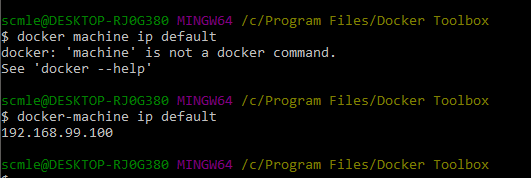 scmle@DESKTOP-RJ0G380 MINGW64 /c/Program Files/Docker Toolbox
$ docker machine ip default
docker: 'machine' is not a docker command.
See 'docker --help'
scmle@DESKTOP-RJ0G380 MINGW64 /c/Program Files/Docker Toolbox
$ docker-machine ip default
192.168.99.100
scmle@DESKTOP-RJ0G380 MINGW64 /c/Program Files/Docker Toolbox
$